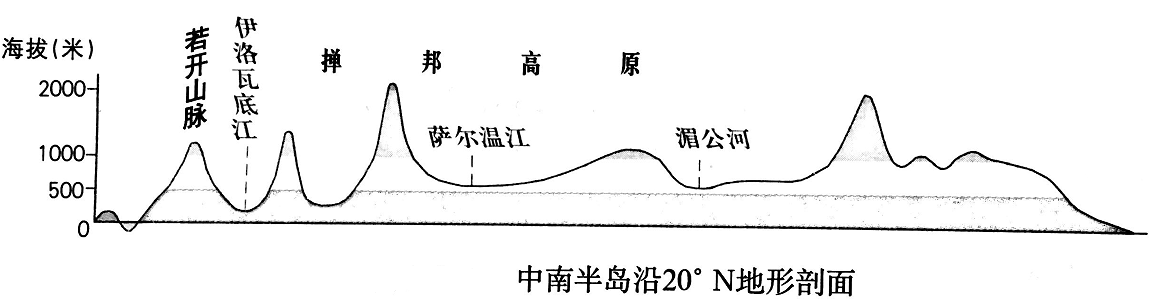 海拔(米)
2000
1000
500
0
若开山脉
伊洛瓦底江
掸邦高原
萨尔温江
湄公河
中南半岛沿20° N地形剖面